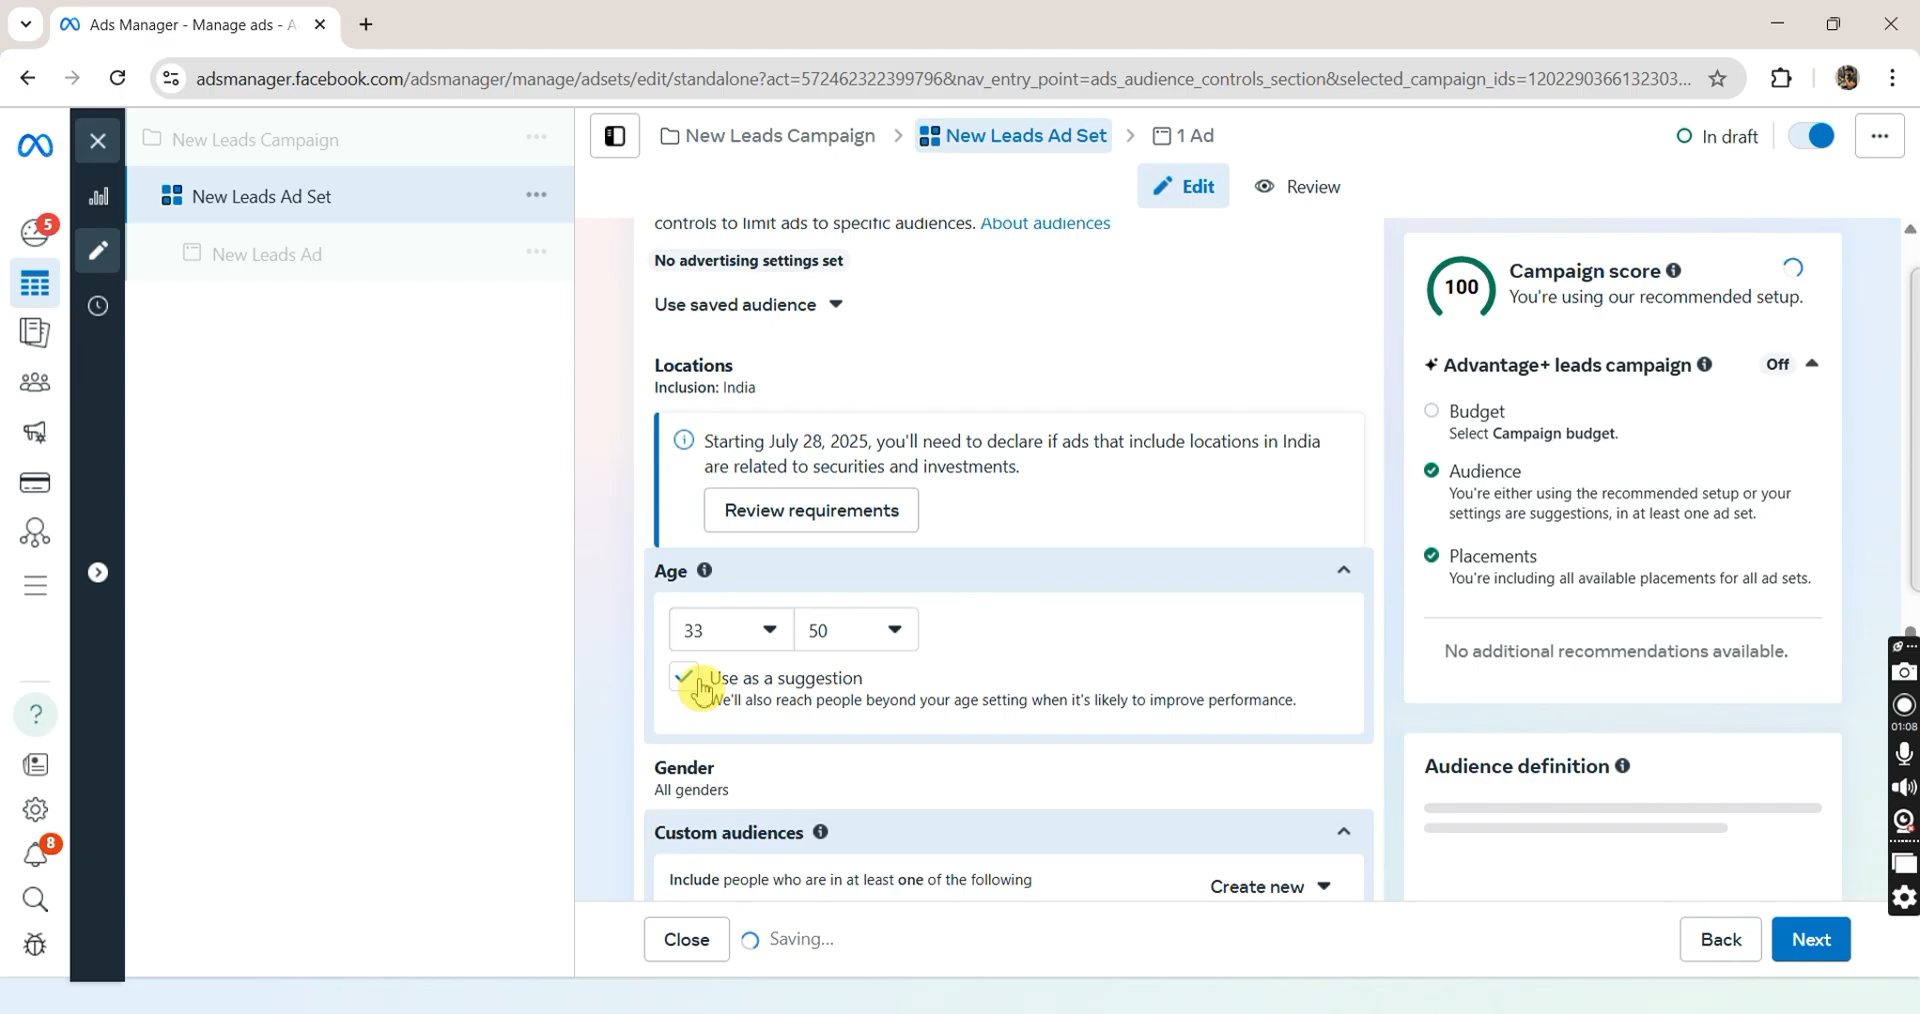 Ads Manager - Manage ads - A
adsmanager.facebook.com/adsmanager/manage/adsets/edit/standalone?act=572462322399796&nav_entry_point=ads_audience_controls_section&selected_campaign_ids=1202290366132303...
New Leads Campaign
New Leads Campaign
New Leads Ad Set
1 Ad
In draft
Edit
Review
New Leads Ad Set
New Leads Ad
5
8
controls to limit ads to specific audiences. About audiences
No advertising settings set
Use saved audience
Locations
Inclusion: India
Starting July 28, 2025, you'll need to declare if ads that include locations in India
are related to securities and investments.
Review requirements
Age
33
50
Use as a suggestion
We'll also reach people beyond your age setting when it's likely to improve performance.
Gender
All genders
Custom audiences
Include people who are in at least one of the following
Create new
Close
Saving...
Back
Next
100
Campaign score
You're using our recommended setup.
Advantage+ leads campaign
Off
Budget
Select Campaign budget.
Audience
You're either using the recommended setup or your
settings are suggestions, in at least one ad set.
Placements
You're including all available placements for all ad sets.
No additional recommendations available.
Audience definition
01:08